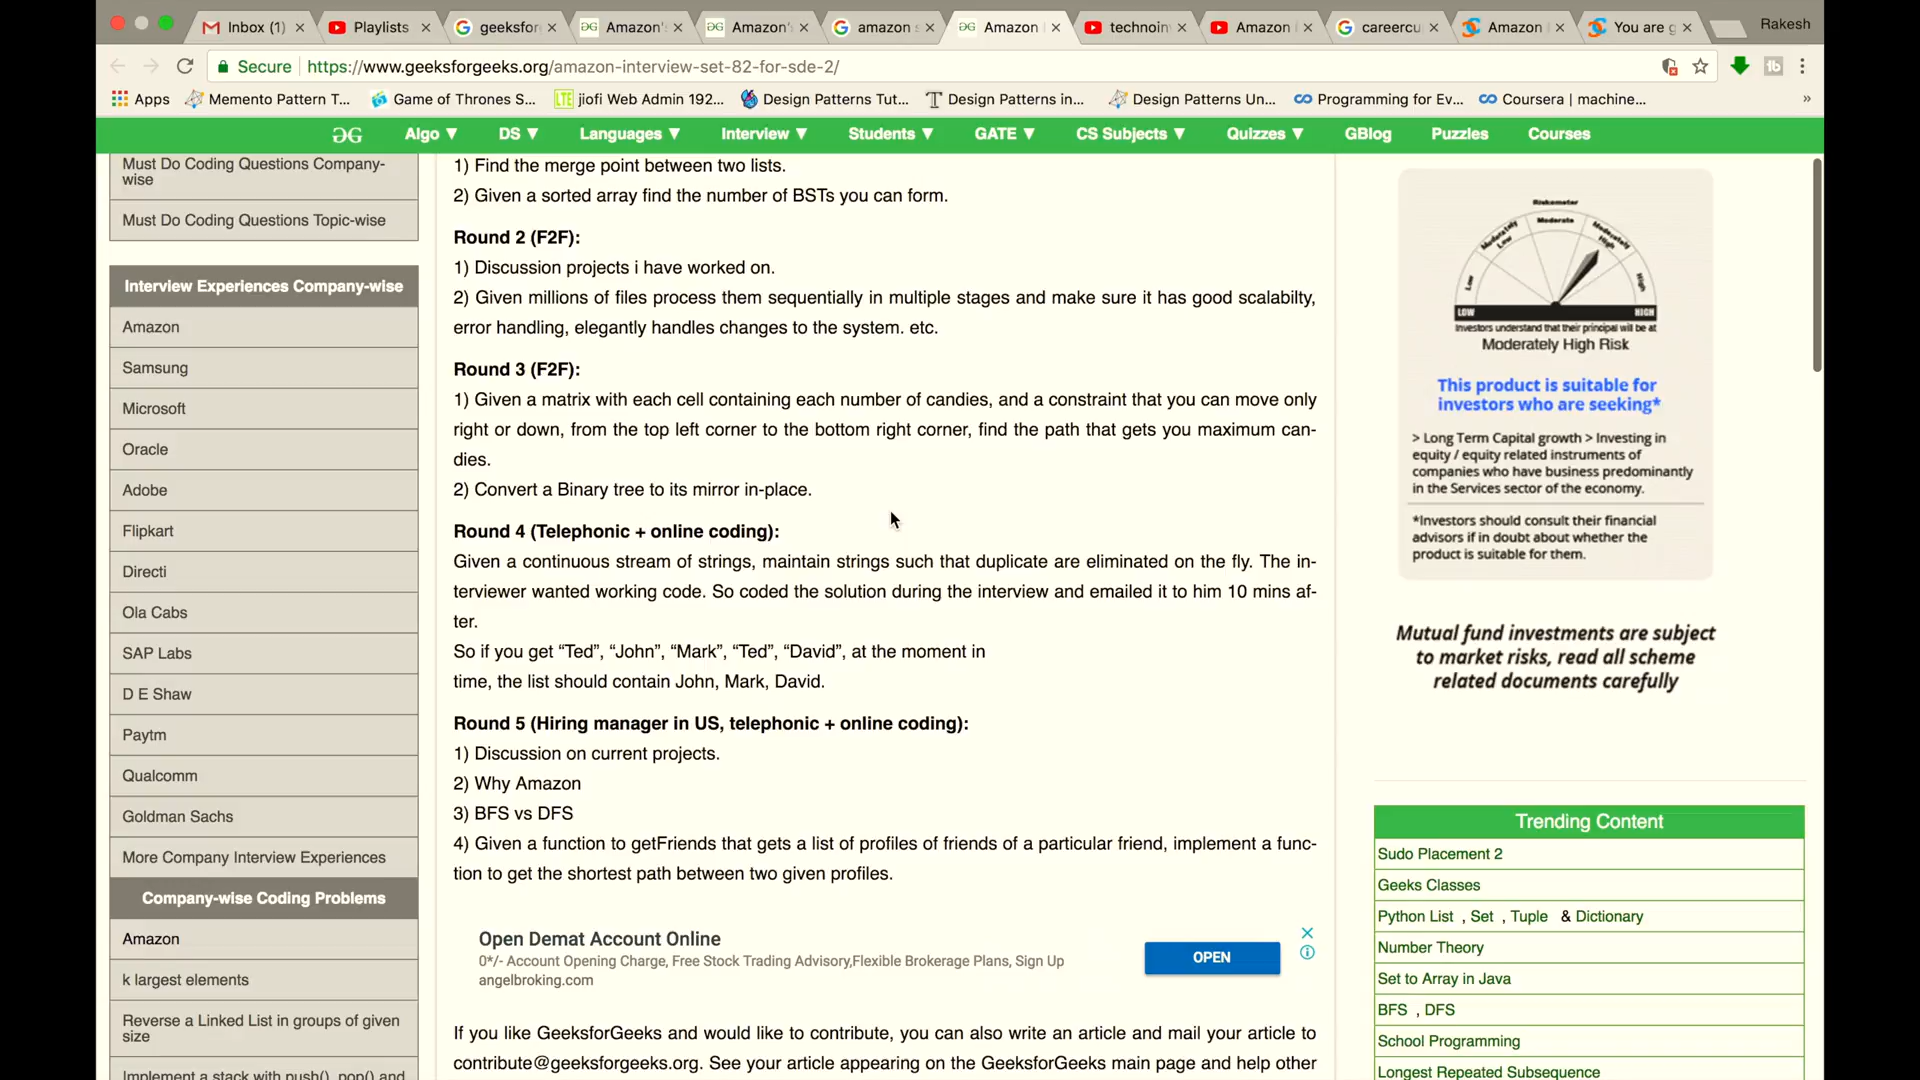 Inbox (1)
Playlists
geeksfor
Amazon's
Amazon's
amazon s
Amazon
technoin
Amazon
careercu
Amazon
You are g
Rakesh
Secure
https://www.geeksforgeeks.org/amazon-interview-set-82-for-sde-2/
Apps
Memento Pattern T...
Game of Thrones S...
jiofi Web Admin 192...
Design Patterns Tut...
Design Patterns in...
Design Patterns Un...
Programming for Ev...
Coursera | machine...
»
Algo ▼
DS ▼
Languages ▼
Interview ▼
Students ▼
GATE ▼
CS Subjects ▼
Quizzes ▼
GBlog
Puzzles
Courses
Must Do Coding Questions Company-
wise
Must Do Coding Questions Topic-wise
Interview Experiences Company-wise
Amazon
Samsung
Microsoft
Oracle
Adobe
Flipkart
Directi
Ola Cabs
SAP Labs
D E Shaw
Paytm
Qualcomm
Goldman Sachs
More Company Interview Experiences
Company-wise Coding Problems
Amazon
k largest elements
Reverse a Linked List in groups of given
size
Implement a stack with push(), pop() and
1) Find the merge point between two lists.
2) Given a sorted array find the number of BSTs you can form.
Round 2 (F2F):
1) Discussion projects i have worked on.
2) Given millions of files process them sequentially in multiple stages and make sure it has good scalabilty,
error handling, elegantly handles changes to the system. etc.
Round 3 (F2F):
1) Given a matrix with each cell containing each number of candies, and a constraint that you can move only
right or down, from the top left corner to the bottom right corner, find the path that gets you maximum can-
dies.
2) Convert a Binary tree to its mirror in-place.
Round 4 (Telephonic + online coding):
Given a continuous stream of strings, maintain strings such that duplicate are eliminated on the fly. The in-
terviewer wanted working code. So coded the solution during the interview and emailed it to him 10 mins af-
ter.
So if you get “Ted”, “John”, “Mark”, “Ted”, “David”, at the moment in
time, the list should contain John, Mark, David.
Round 5 (Hiring manager in US, telephonic + online coding):
1) Discussion on current projects.
2) Why Amazon
3) BFS vs DFS
4) Given a function to getFriends that gets a list of profiles of friends of a particular friend, implement a func-
tion to get the shortest path between two given profiles.
Open Demat Account Online
0*/- Account Opening Charge, Free Stock Trading Advisory,Flexible Brokerage Plans, Sign Up
angelbroking.com
OPEN
If you like GeeksforGeeks and would like to contribute, you can also write an article and mail your article to
contribute@geeksforgeeks.org. See your article appearing on the GeeksforGeeks main page and help other
Riskometer
Low
Moderately Low
Moderate
Moderately High
High
LOW
HIGH
Investors understand that their principal will be at
Moderately High Risk
This product is suitable for
investors who are seeking*
> Long Term Capital growth > Investing in
equity / equity related instruments of
companies who have business predominantly
in the Services sector of the economy.
*Investors should consult their financial
advisors if in doubt about whether the
product is suitable for them.
Mutual fund investments are subject
to market risks, read all scheme
related documents carefully
Trending Content
Sudo Placement 2
Geeks Classes
Python List , Set , Tuple & Dictionary
Number Theory
Set to Array in Java
BFS , DFS
School Programming
Longest Repeated Subsequence